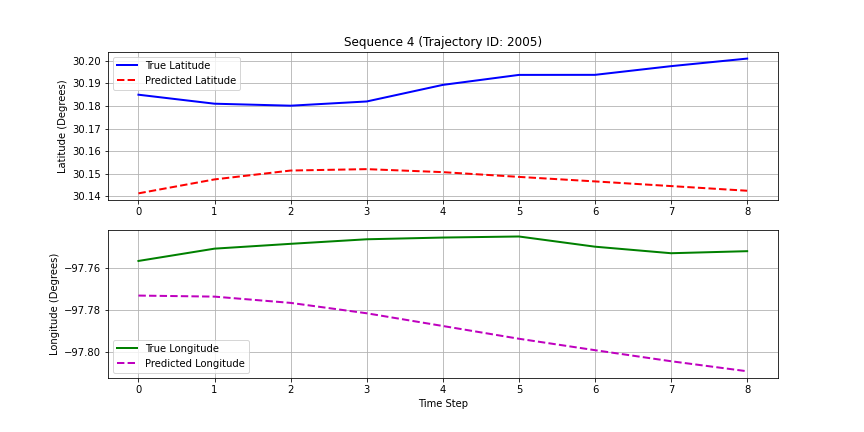 Sequence 4 (Trajectory ID: 2005)
Latitude (Degrees)
30.20
30.19
30.18
30.17
30.16
30.15
30.14
True Latitude
Predicted Latitude
0 1 2 3 4 5 6 7 8
Longitude (Degrees)
−97.76
−97.78
−97.80
True Longitude
Predicted Longitude
0 1 2 3 4 5 6 7 8
Time Step